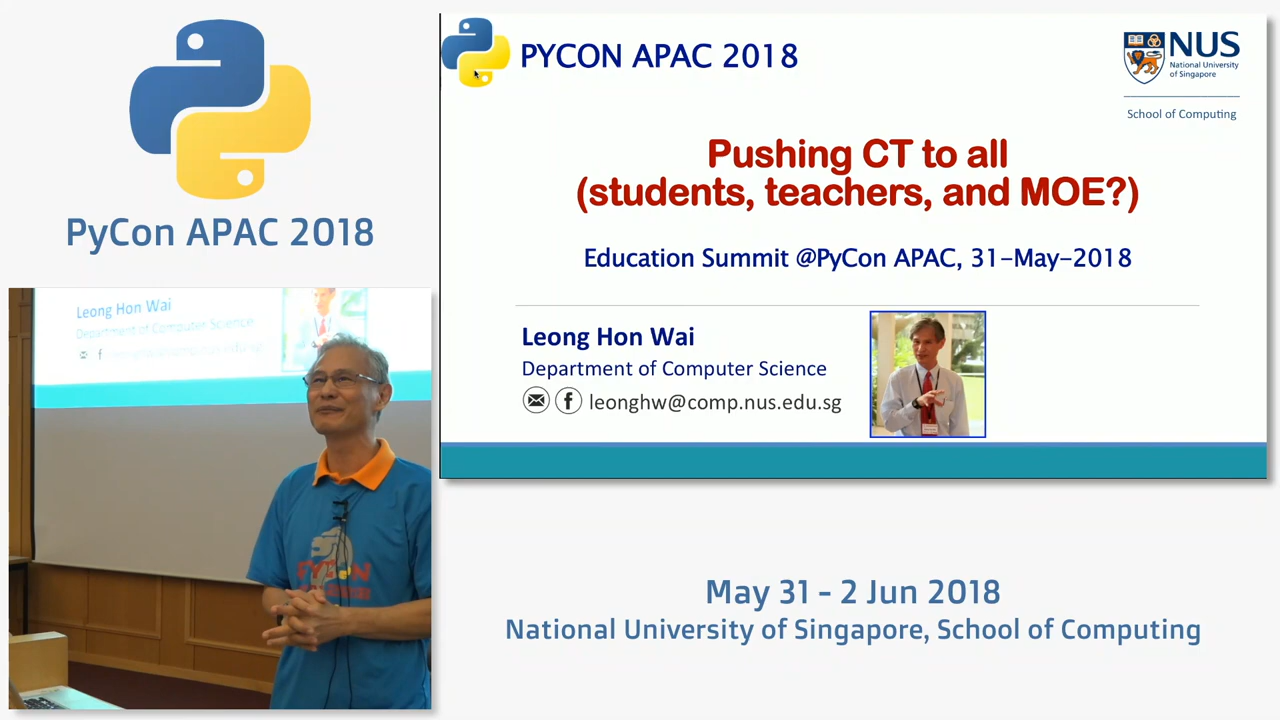 PyCon APAC 2018
Leong Hon Wai
Department of Computer Science
PYCON
PYCON APAC 2018
NUS
National University
of Singapore
School of Computing
Pushing CT to all
(students, teachers, and MOE?)
Education Summit @PyCon APAC, 31-May-2018
Leong Hon Wai
Department of Computer Science
leonghw@comp.nus.edu.sg
May 31 - 2 Jun 2018
National University of Singapore, School of Computing